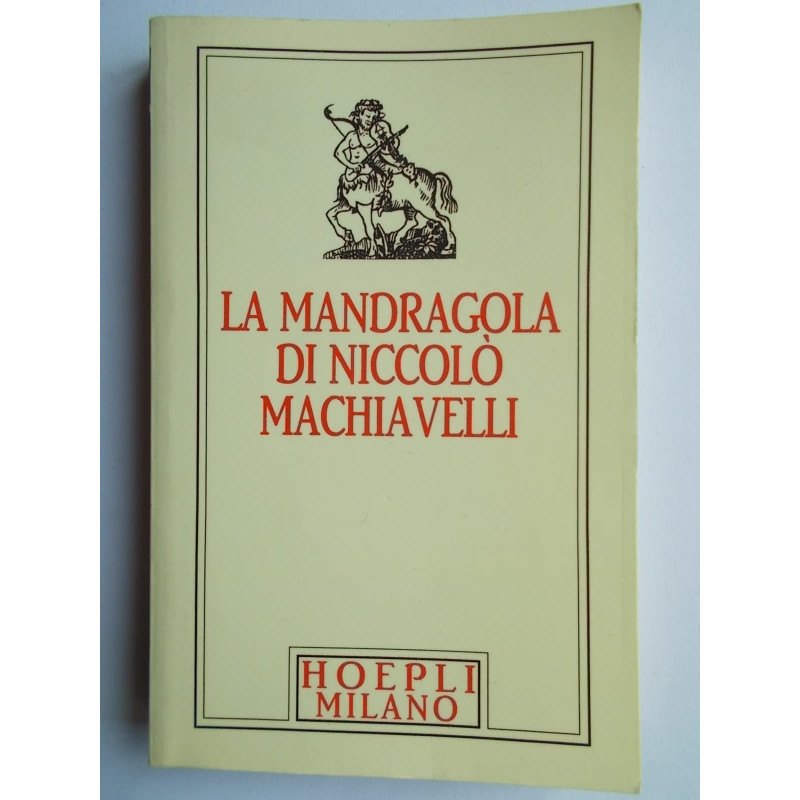 LA MANDRAGOLA
DI NICCOLÒ
MACHIAVELLI
HOEPLI
MILANO